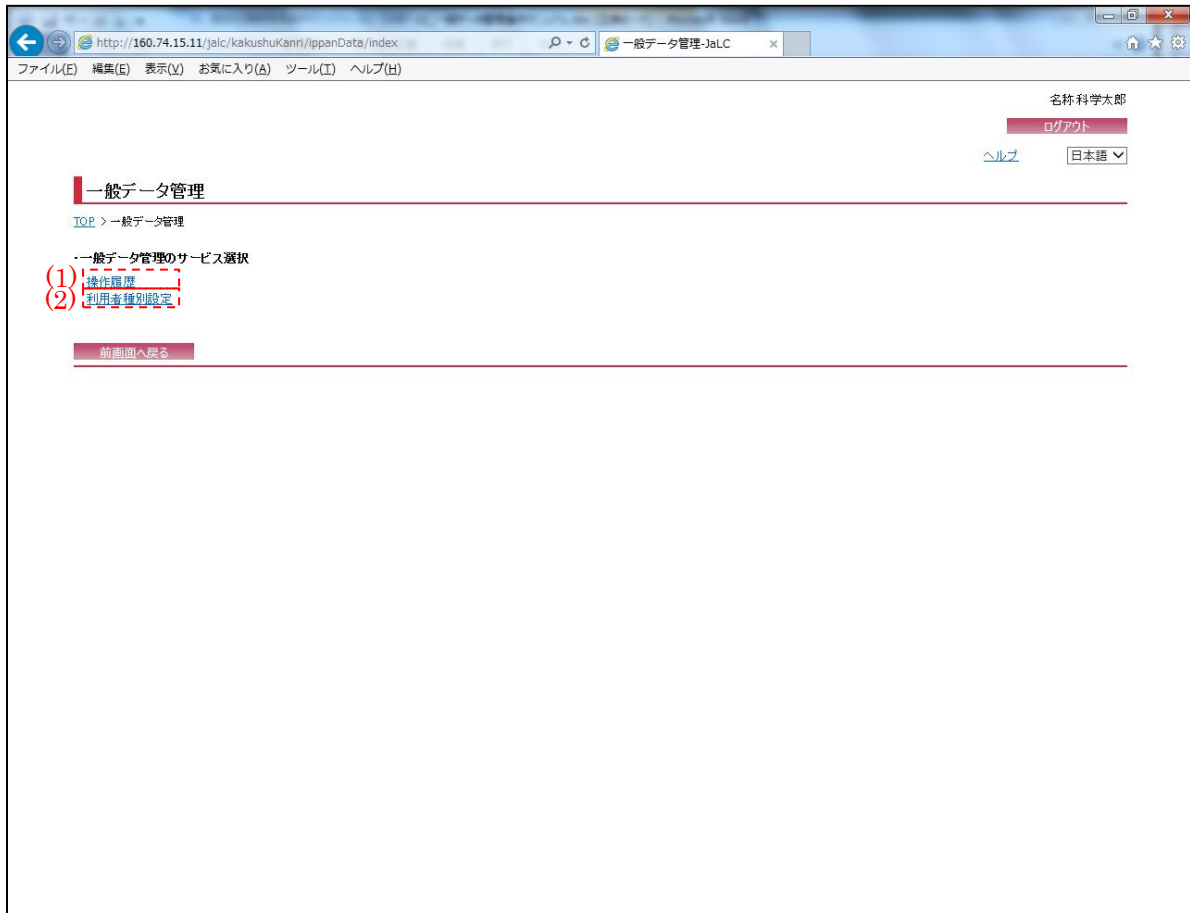 http://160.74.15.11/jalc/kakushuKanri/ippanData/index
一般データ管理-JaLC
ファイル(F) 編集(E) 表示(V) お気に入り(A) ツール(T) ヘルプ(H)
名称 科学太郎
ログアウト
ヘルプ 日本語
一般データ管理
TOP > 一般データ管理
・一般データ管理のサービス選択
(1) 操作履歴
(2) 利用者種別設定
前画面へ戻る